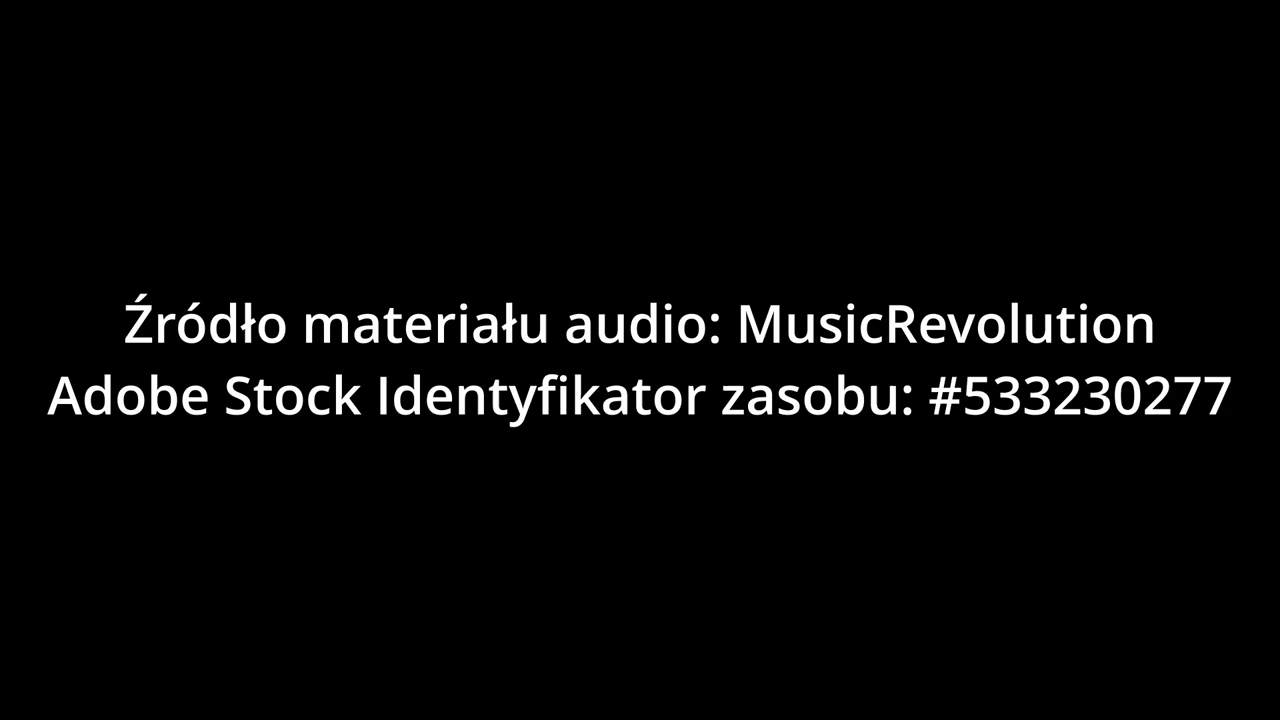 Źródło materiału audio: MusicRevolution
Adobe Stock Identyfikator zasobu: #533230277